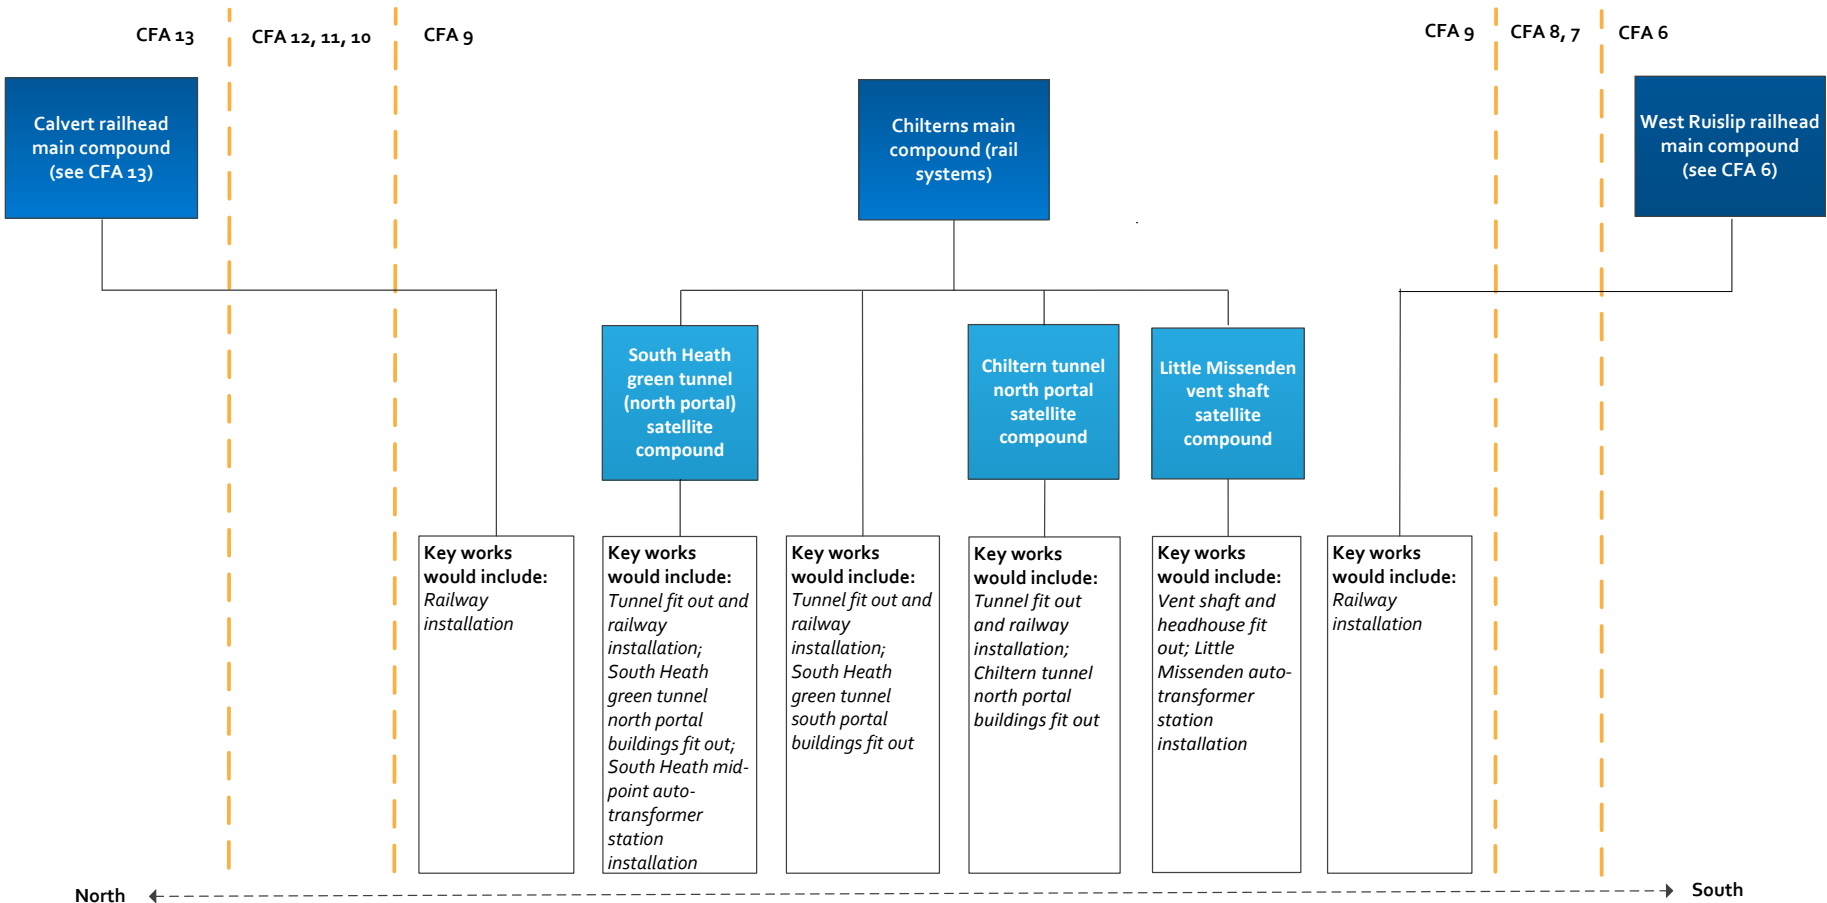 CFA 13
CFA 12, 11, 10
CFA 9
CFA 9
CFA 8, 7
CFA 6
Calvert railhead
main compound
(see CFA 13)
Chilterns main
compound (rail
systems)
West Ruislip railhead
main compound
(see CFA 6)
South Heath
green tunnel
(north portal)
satellite
compound
Chiltern tunnel
north portal
satellite
compound
Little Missenden
vent shaft
satellite
compound
Key works
would include:
Railway
installation
Key works
would include:
Tunnel fit out and
railway
installation;
South Heath
green tunnel
north portal
buildings fit out;
South Heath mid-
point auto-
transformer
station
installation
Key works
would include:
Tunnel fit out and
railway
installation;
South Heath
green tunnel
south portal
buildings fit out
Key works
would include:
Tunnel fit out
and railway
installation;
Chiltern tunnel
north portal
buildings fit out
Key works
would include:
Vent shaft and
headhouse fit
out; Little
Missenden auto-
transformer
station
installation
Key works
would include:
Railway
installation
North
South